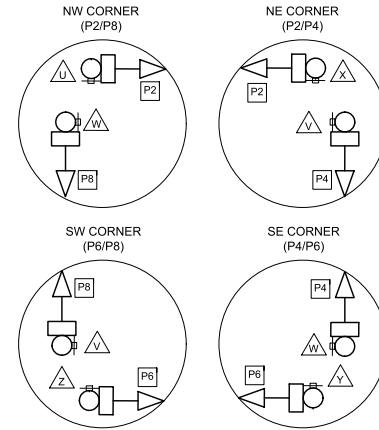 NW CORNER
(P2/P8)
U
P2
W
P8
NE CORNER
(P2/P4)
X
P2
V
P4
SW CORNER
(P6/P8)
P8
V
Z
P6
SE CORNER
(P4/P6)
P4
W
P6
Y